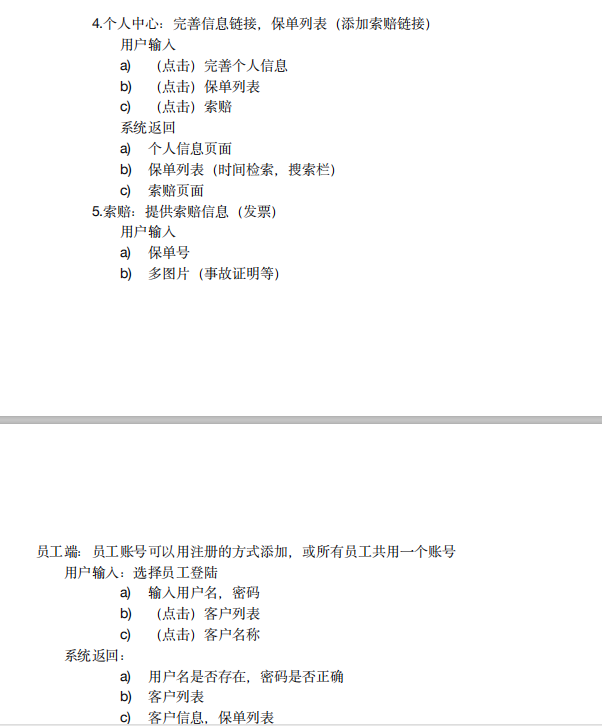 4.个人中心：完善信息链接，保单列表（添加索赔链接）
用户输入
a) （点击）完善个人信息
b) （点击）保单列表
c) （点击）索赔
系统返回
a) 个人信息页面
b) 保单列表（时间检索，搜索栏）
c) 索赔页面
5.索赔：提供索赔信息（发票）
用户输入
a) 保单号
b) 多图片（事故证明等）
员工端：员工账号可以用注册的方式添加，或所有员工共用一个账号
用户输入：选择员工登陆
a) 输入用户名，密码
b) （点击）客户列表
c) （点击）客户名称
系统返回：
a) 用户名是否存在，密码是否正确
b) 客户列表
c) 客户信息，保单列表